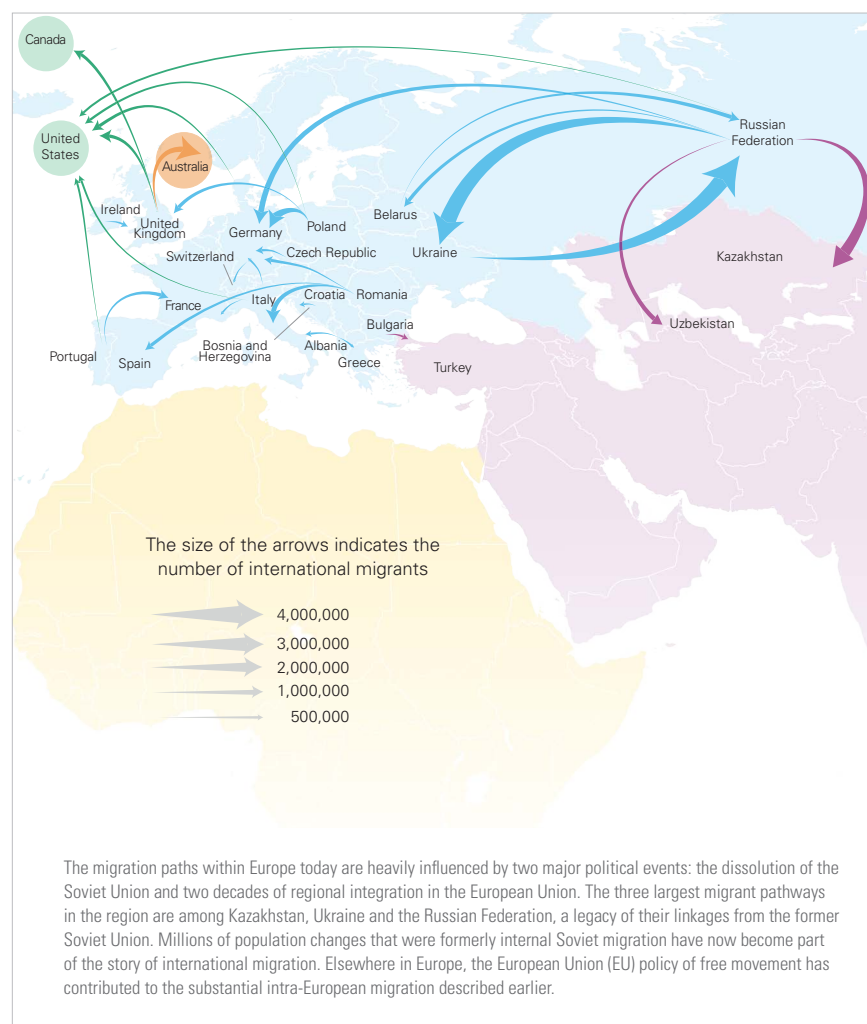 Canada
United
States
Australia
Russian
Federation
Ireland
United
Kingdom
Germany
Poland
Belarus
Switzerland
Czech Republic
Ukraine
Kazakhstan
France
Italy
Croatia
Romania
Portugal
Spain
Bosnia and
Herzegovina
Albania
Bulgaria
Greece
Turkey
Uzbekistan
The size of the arrows indicates the
number of international migrants
4,000,000
3,000,000
2,000,000
1,000,000
500,000
The migration paths within Europe today are heavily influenced by two major political events: the dissolution of the
Soviet Union and two decades of regional integration in the European Union. The three largest migrant pathways
in the region are among Kazakhstan, Ukraine and the Russian Federation, a legacy of their linkages from the former
Soviet Union. Millions of population changes that were formerly internal Soviet migration have now become part
of the story of international migration. Elsewhere in Europe, the European Union (EU) policy of free movement has
contributed to the substantial intra-European migration described earlier.